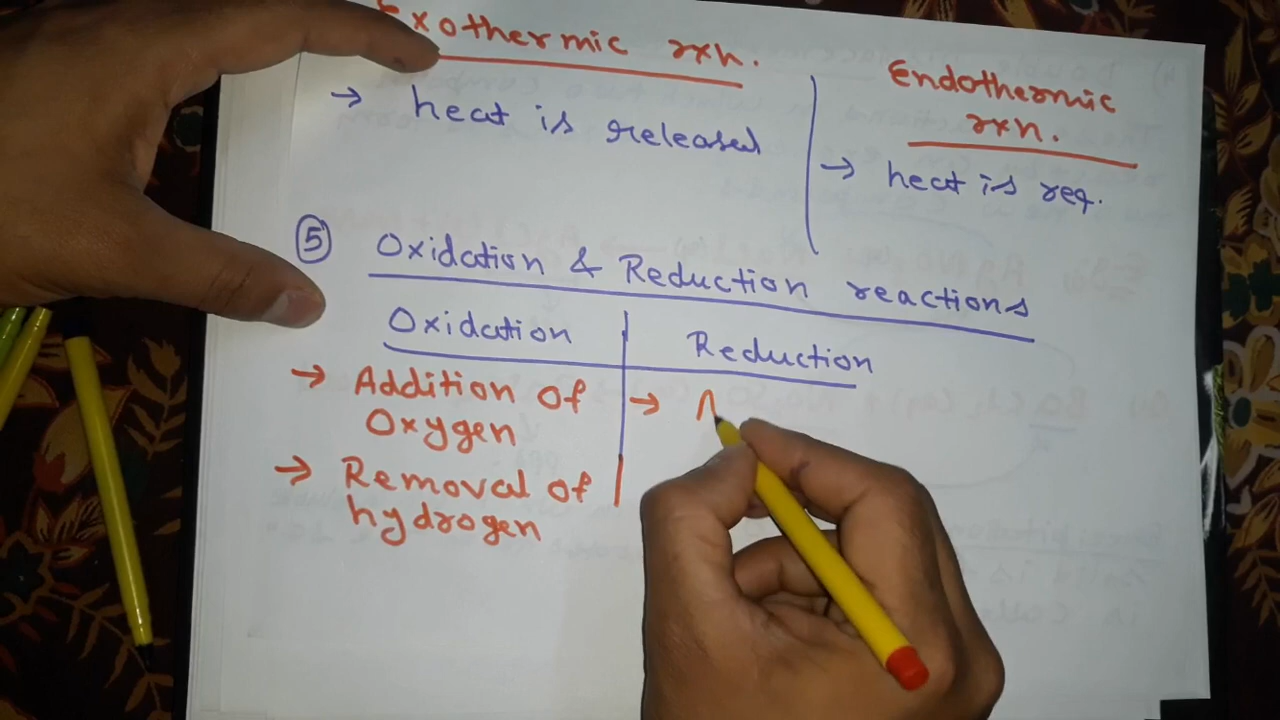 Exothermic rxn.
→ heat is released
Endothermic
rxn.
→ heat is req.
⑤ Oxidation & Reduction reactions
Oxidation
→ Addition of
Oxygen
→ Removal of
hydrogen
Reduction
→